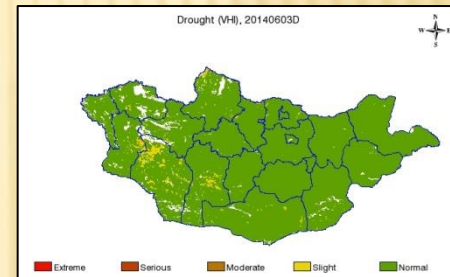 Drought (VHI), 20140603D
N
W E
S
Extreme Serious Moderate Slight Normal